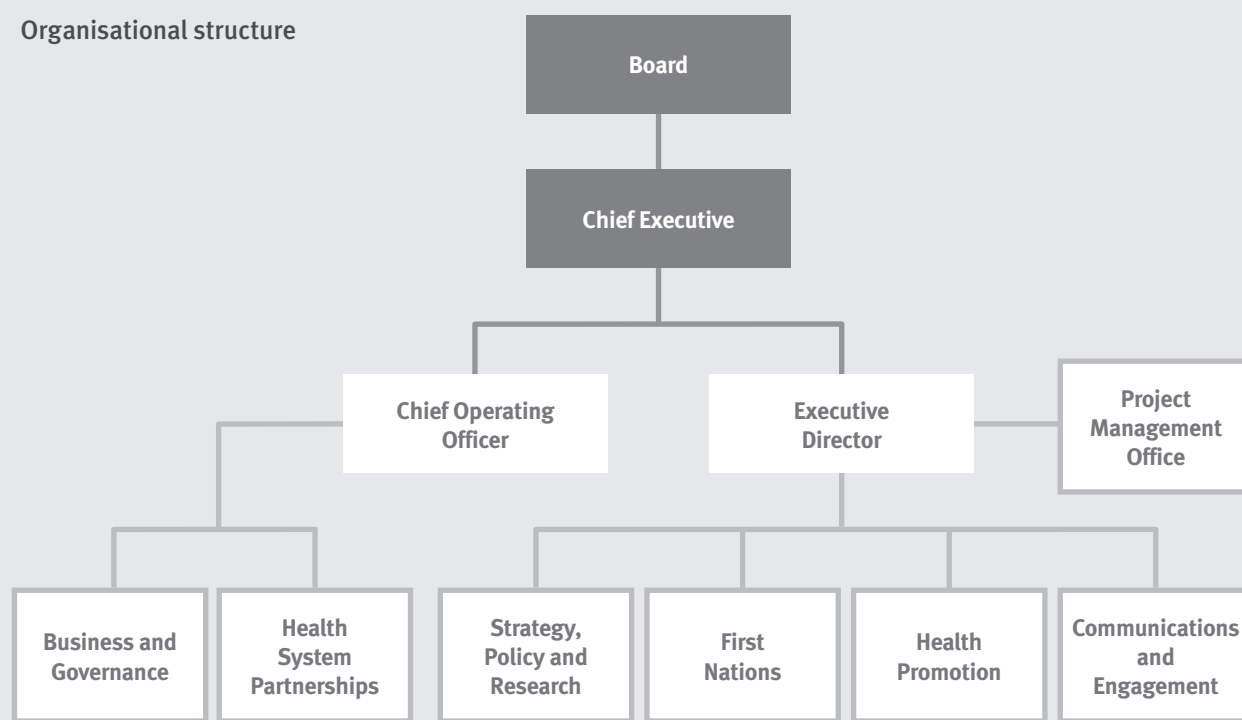 Organisational structure
Board
Chief Executive
Chief Operating
Officer
Executive
Director
Project
Management
Office
Business and
Governance
Health
System
Partnerships
Strategy,
Policy and
Research
First
Nations
Health
Promotion
Communications
and
Engagement